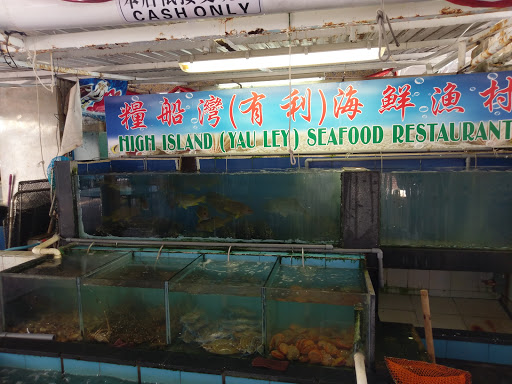 CASH ONLY
糧船灣(有利)海鮮漁村
HIGH ISLAND (YAU LEY) SEAFOOD RESTAURANT